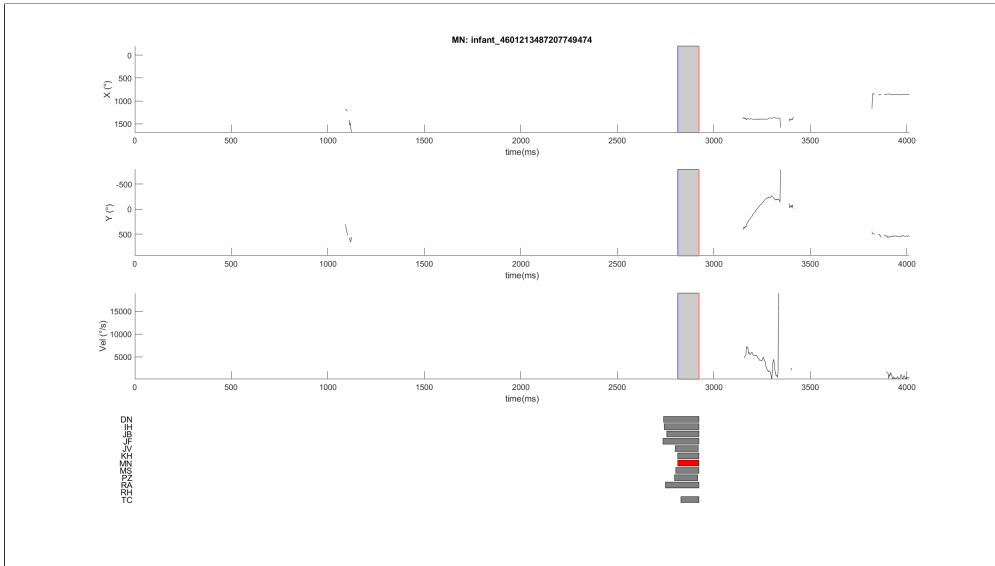 MN: infant_4601213487207749474
0
500
1000
1500
X (°)
0 500 1000 1500 2000 2500 3000 3500 4000
time(ms)
-500
0
500
Y (°)
0 500 1000 1500 2000 2500 3000 3500 4000
time(ms)
15000
10000
5000
Vel (°/s)
0 500 1000 1500 2000 2500 3000 3500 4000
time(ms)
DN
IH
JB
JF
JV
KH
MN
MS
PZ
RA
RH
TC